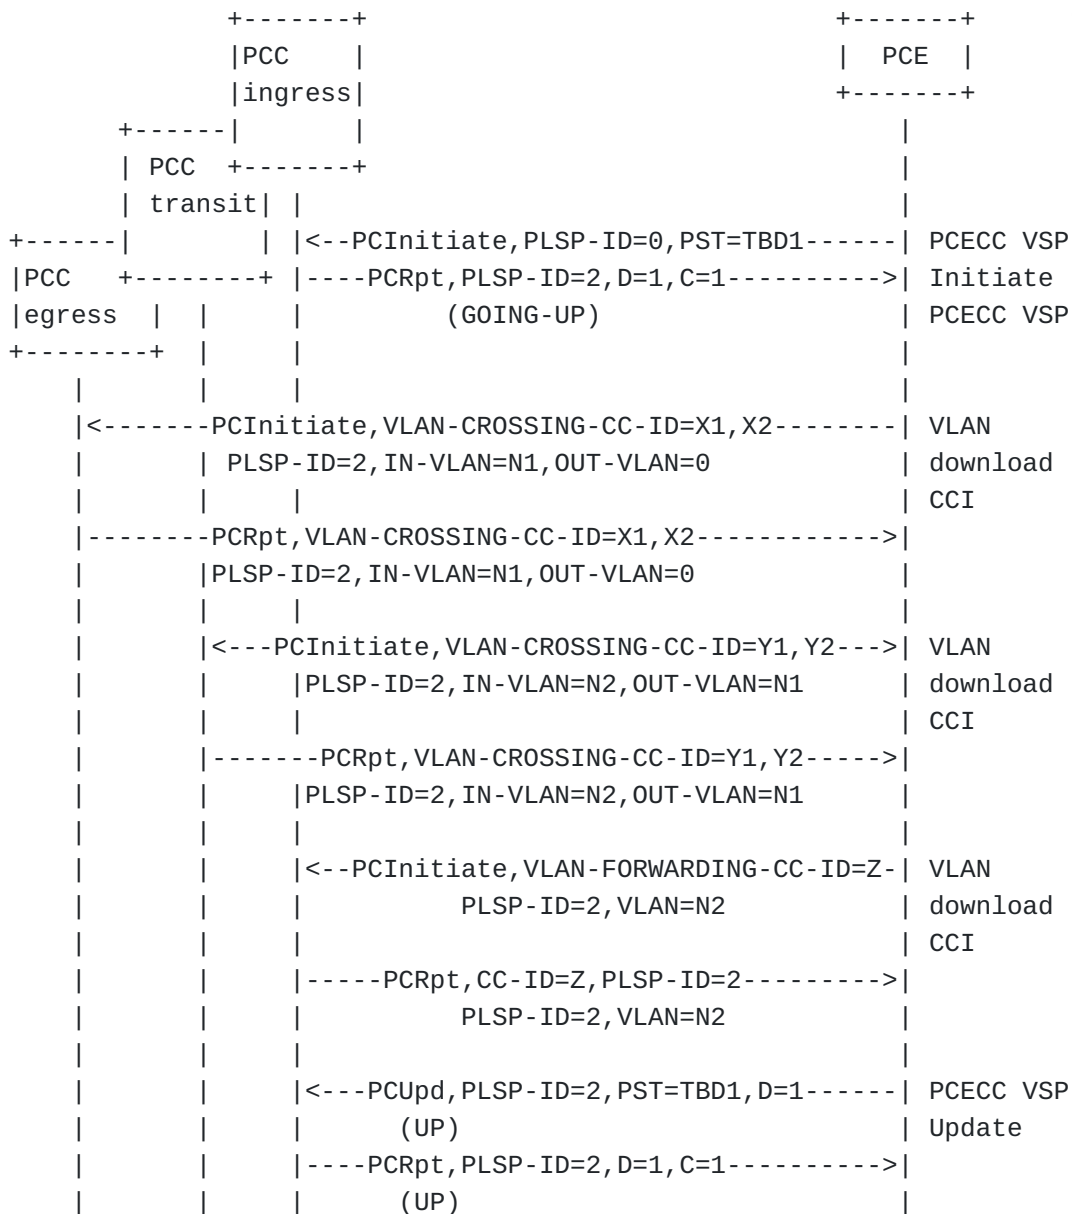 +-------+                               +-------+
               |PCC    |                               |  PCE  |
               |ingress|                               +-------+
        +------|       |                                   |
        | PCC  +-------+                                   |
        | transit| |                                       |
+------|        | |<--PCInitiate,PLSP-ID=0,PST=TBD1------| PCECC VSP
|PCC   +--------+ |----PCRpt,PLSP-ID=2,D=1,C=1---------->| Initiate
|egress  |  |     |         (GOING-UP)                   | PCECC VSP
+--------+  |     |                                       |
    |       |     |                                       |
    |<-------PCInitiate,VLAN-CROSSING-CC-ID=X1,X2--------| VLAN
    |       | PLSP-ID=2,IN-VLAN=N1,OUT-VLAN=0            | download
    |       |     |                                       | CCI
    |--------PCRpt,VLAN-CROSSING-CC-ID=X1,X2------------>|
    |       |PLSP-ID=2,IN-VLAN=N1,OUT-VLAN=0             |
    |       |     |                                       |
    |       |<---PCInitiate,VLAN-CROSSING-CC-ID=Y1,Y2--->| VLAN
    |       |     |PLSP-ID=2,IN-VLAN=N2,OUT-VLAN=N1      | download
    |       |     |                                       | CCI
    |       |-------PCRpt,VLAN-CROSSING-CC-ID=Y1,Y2----->|
    |       |     |PLSP-ID=2,IN-VLAN=N2,OUT-VLAN=N1      |
    |       |     |                                       |
    |       |     |<--PCInitiate,VLAN-FORWARDING-CC-ID=Z-| VLAN
    |       |     |          PLSP-ID=2,VLAN=N2            | download
    |       |     |                                       | CCI
    |       |     |-----PCRpt,CC-ID=Z,PLSP-ID=2--------->|
    |       |     |          PLSP-ID=2,VLAN=N2            |
    |       |     |                                       |
    |       |     |<---PCUpd,PLSP-ID=2,PST=TBD1,D=1------| PCECC VSP
    |       |     |      (UP)                             | Update
    |       |     |----PCRpt,PLSP-ID=2,D=1,C=1---------->|
    |       |     |      (UP)                             |